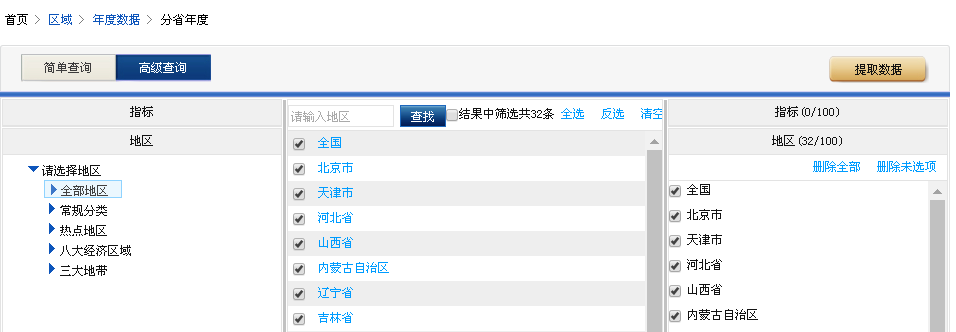 首页 > 区域 > 年度数据 > 分省年度
简单查询 高级查询 提取数据
指标
地区
请选择地区
全部地区
常规分类
热点地区
八大经济区域
三大地带
请输入地区 查找 结果中筛选共32条 全选 反选 清空
全国
北京市
天津市
河北省
山西省
内蒙古自治区
辽宁省
吉林省
指标(0/100)
地区(32/100)
删除全部 删除未选项
全国
北京市
天津市
河北省
山西省
内蒙古自治区